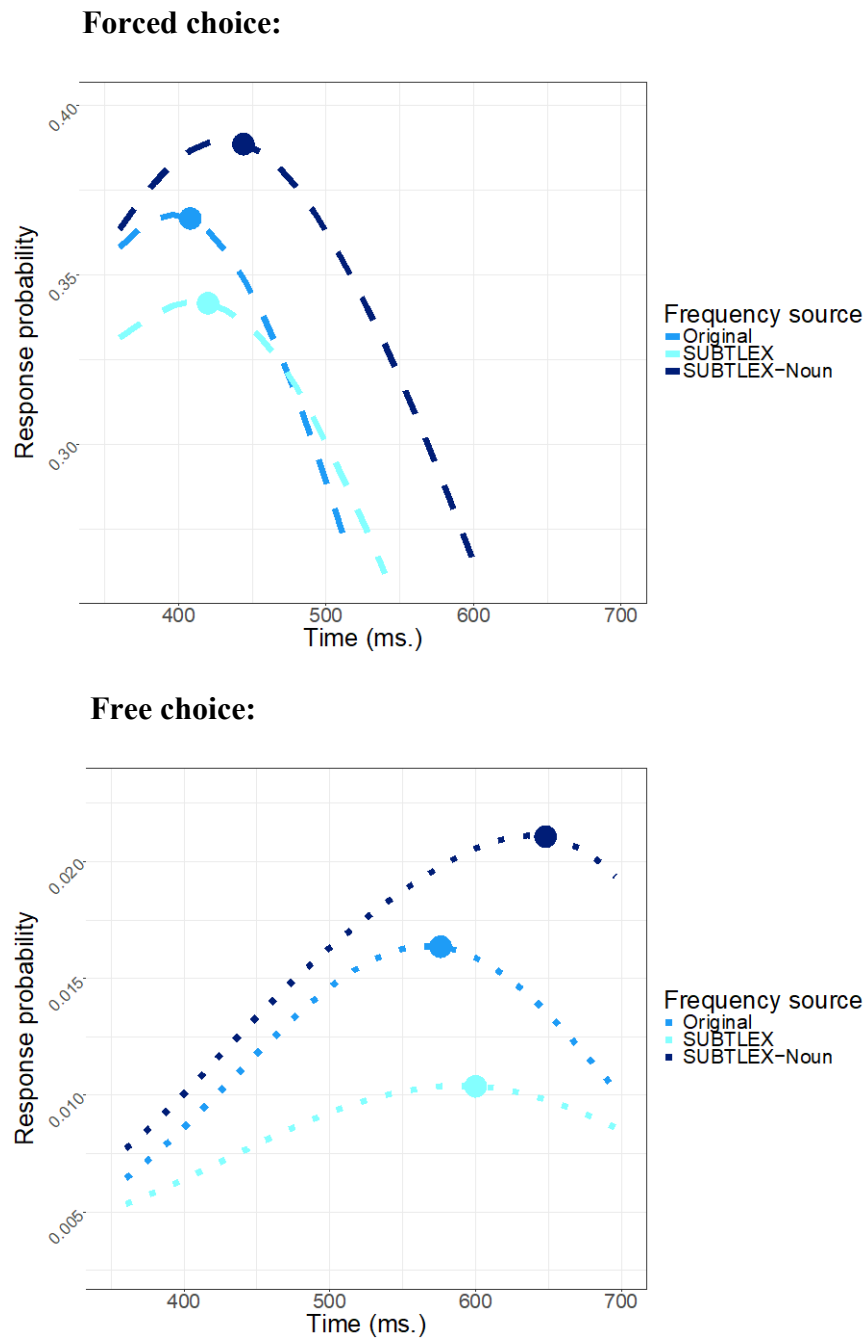 Forced choice:
0.40
0.35
0.30
Response probability
400 500 600 700
Time (ms.)
Frequency source
Original
SUBTLEX
SUBTLEX-Noun
Free choice:
0.020
0.015
0.010
0.005
Response probability
400 500 600 700
Time (ms.)
Frequency source
Original
SUBTLEX
SUBTLEX-Noun